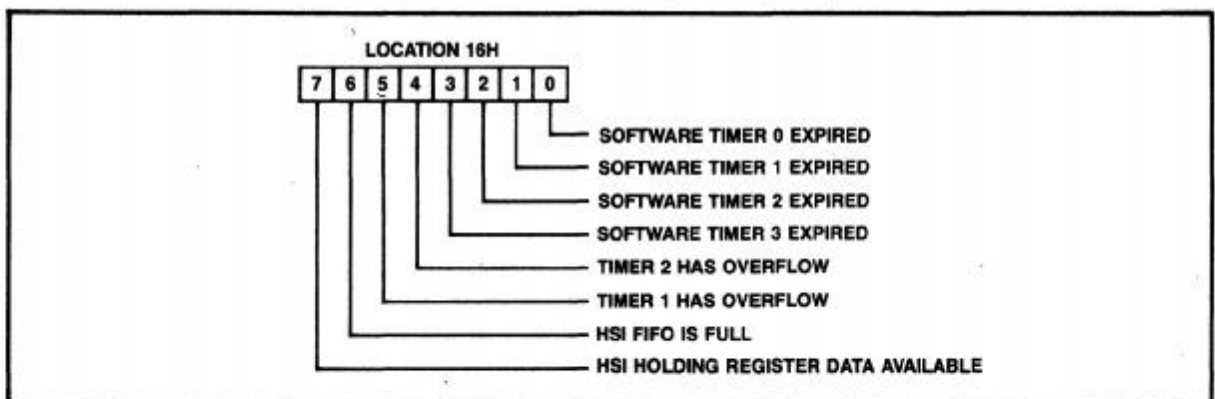 LOCATION 16H
7 6 5 4 3 2 1 0
SOFTWARE TIMER 0 EXPIRED
SOFTWARE TIMER 1 EXPIRED
SOFTWARE TIMER 2 EXPIRED
SOFTWARE TIMER 3 EXPIRED
TIMER 2 HAS OVERFLOW
TIMER 1 HAS OVERFLOW
HSI FIFO IS FULL
HSI HOLDING REGISTER DATA AVAILABLE